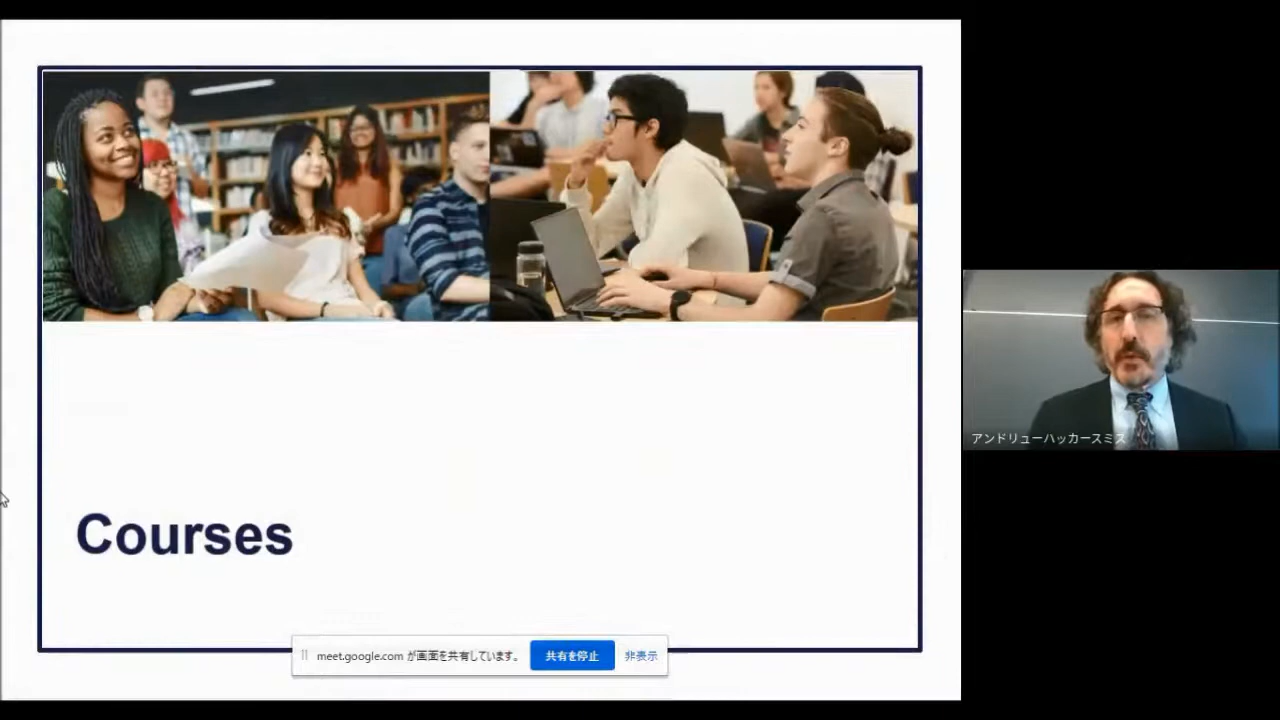 Courses
meet.google.com が画面を共有しています。
共有を停止
非表示
アンドリューハッカースミス